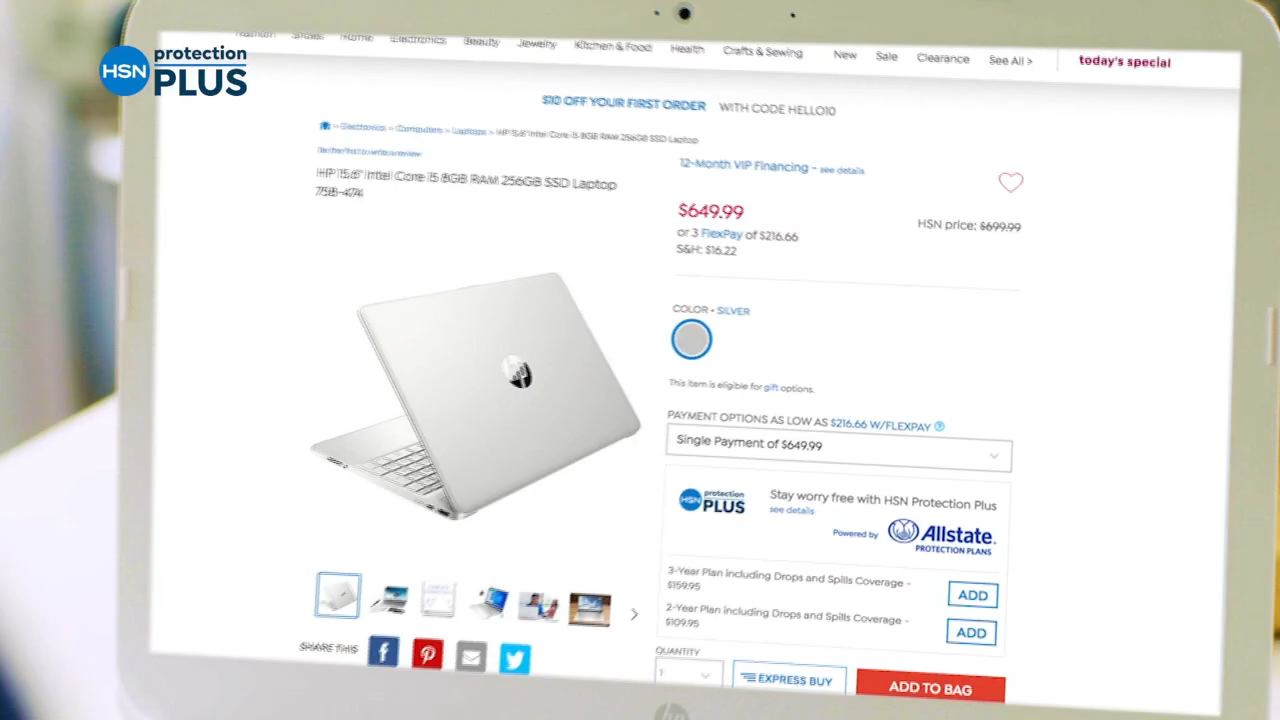 HSN protection PLUS
Fashion Shoes Home Electronics Beauty Jewelry Kitchen & Food Health Crafts & Sewing New Sale Clearance See All > today's special
$10 OFF YOUR FIRST ORDER WITH CODE HELLO10
> Electronics > Computers > Laptops > HP 15.6" Intel Core i5 8GB RAM 256GB SSD Laptop
Be the first to write a review
HP 15.6" Intel Core i5 8GB RAM 256GB SSD Laptop
758-474
12-Month VIP Financing - see details
$649.99
HSN price: $699.99
or 3 FlexPay of $216.66
S&H: $16.22
COLOR - SILVER
This item is eligible for gift options.
PAYMENT OPTIONS AS LOW AS $216.66 W/FLEXPAY ?
Single Payment of $649.99
HSN protection PLUS
Stay worry free with HSN Protection Plus
see details
Powered by Allstate.
PROTECTION PLANS
3-Year Plan including Drops and Spills Coverage -
$159.95
ADD
2-Year Plan including Drops and Spills Coverage -
$109.95
ADD
SHARE THIS
QUANTITY
1
EXPRESS BUY
ADD TO BAG
hp